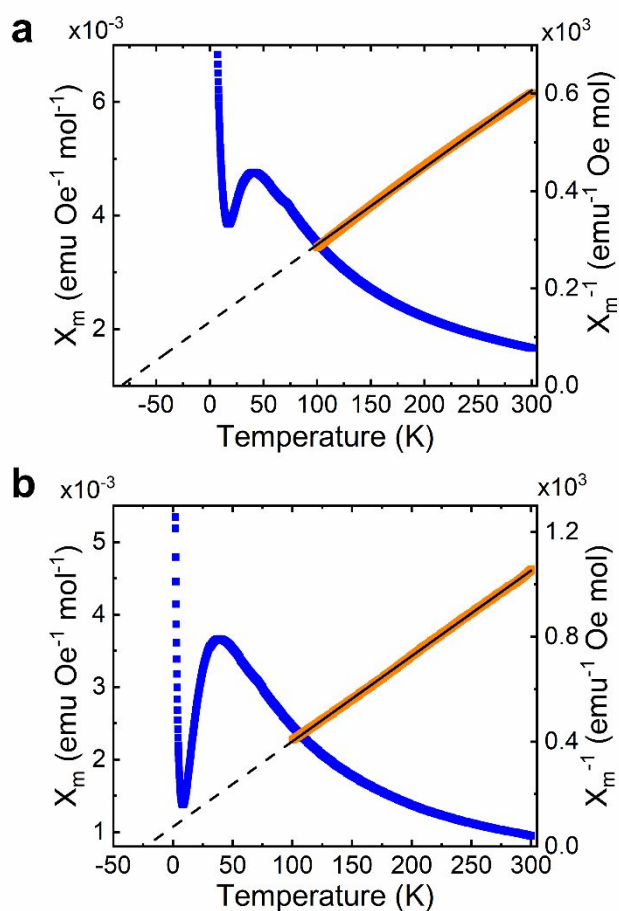 a
x10-3
x10³
6
4
2
Xm (emu Oe-1 mol-1)
0.6
0.4
0.2
0.0
Xm-1 (emu-1 Oe mol)
-50 0 50 100 150 200 250 300
Temperature (K)
b
x10-3
x10³
5
4
3
2
1
Xm (emu Oe-1 mol-1)
1.2
0.8
0.4
0.0
Xm-1 (emu-1 Oe mol)
-50 0 50 100 150 200 250 300
Temperature (K)